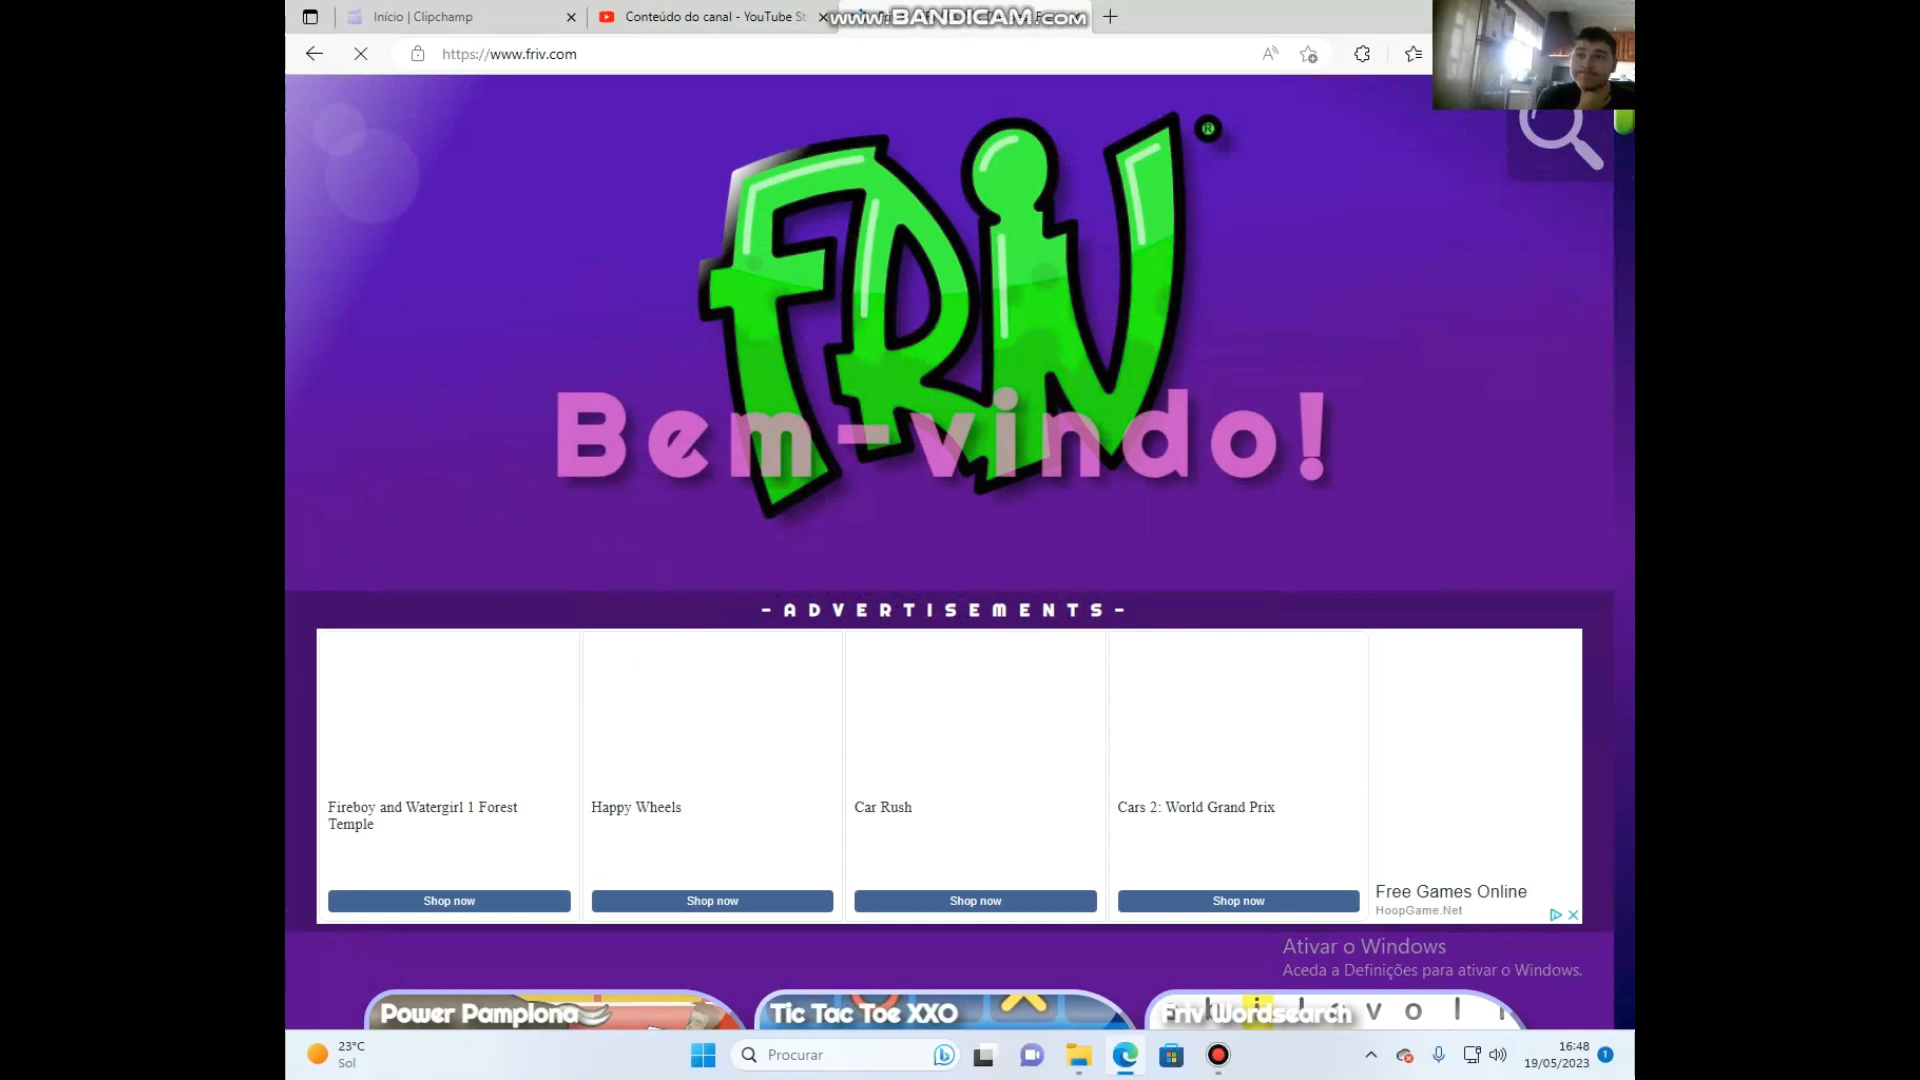 Início | Clipchamp
Conteúdo do canal - YouTube St
www.BANDICAM.com
https://www.friv.com
FRIV ®
Bem-vindo!
-ADVERTISEMENTS-
Fireboy and Watergirl 1 Forest
Temple
Happy Wheels
Car Rush
Cars 2: World Grand Prix
Shop now
Shop now
Shop now
Shop now
Free Games Online
HoopGame.Net
Ativar o Windows
Aceda a Definições para ativar o Windows.
Power Pamplona
Tic Tac Toe XXO
Friv Wordsearch
23°C
Sol
Procurar
16:48
19/05/2023
1